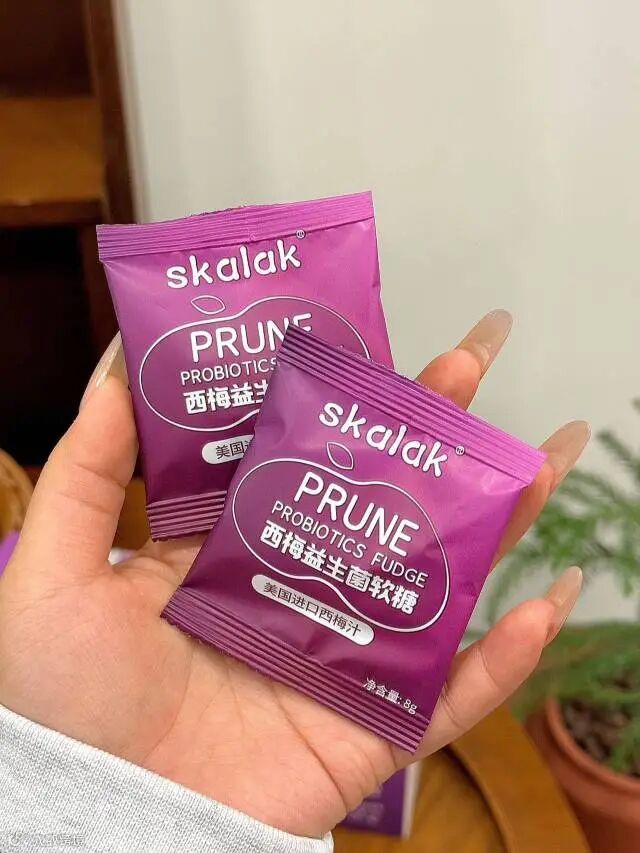 skalak®
PRUNE
PROBIOTICS
西梅益生
美国进
skalak®
PRUNE
PROBIOTICS FUDGE
西梅益生菌软糖
美国进口西梅汁
净含量: 8g